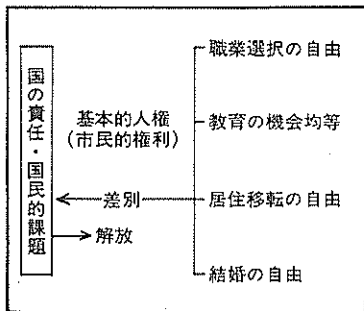 国の責任・国民的課題
基本的人権
(市民的権利)
差別
解放
職業選択の自由
教育の機会均等
居住移転の自由
結婚の自由